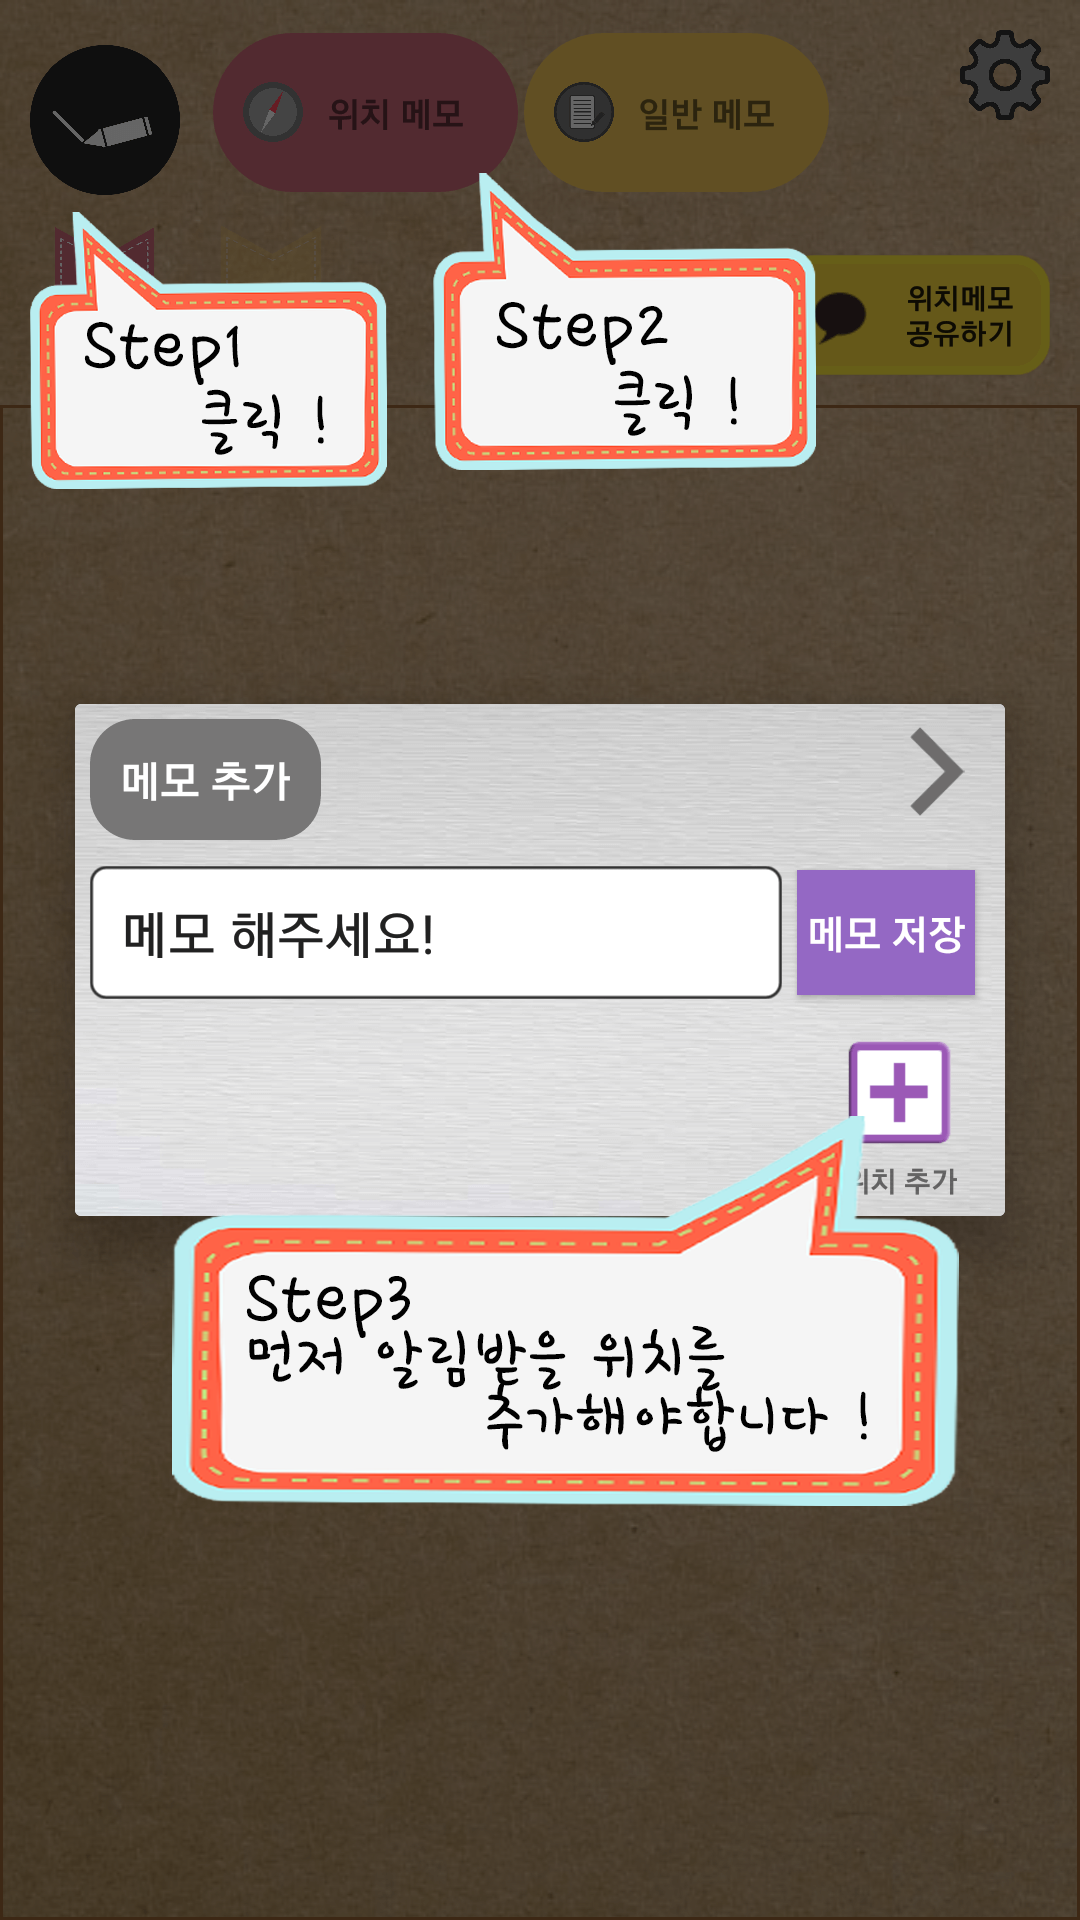 위치 메모
일반 메모
위치메모
공유하기
Step1
클릭 !
Step2
클릭 !
메모 추가
메모 해주세요!
메모 저장
추가
Step3
먼저 알림받을 위치를
추가해야합니다 !